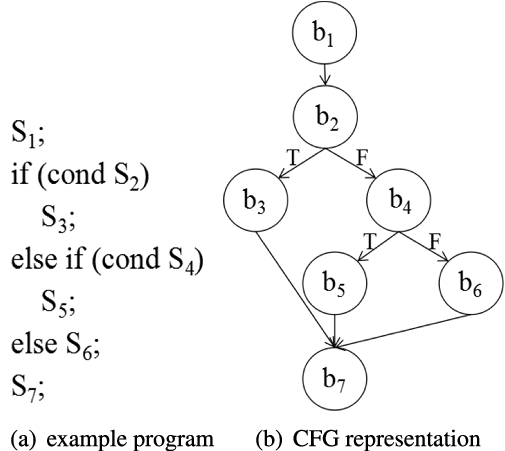 S₁;
if (cond S₂)
S₃;
else if (cond S₄)
S₅;
else S₆;
S₇;
(a) example program
b₁
b₂
T F
b₃ b₄
T F
b₅ b₆
b₇
(b) CFG representation